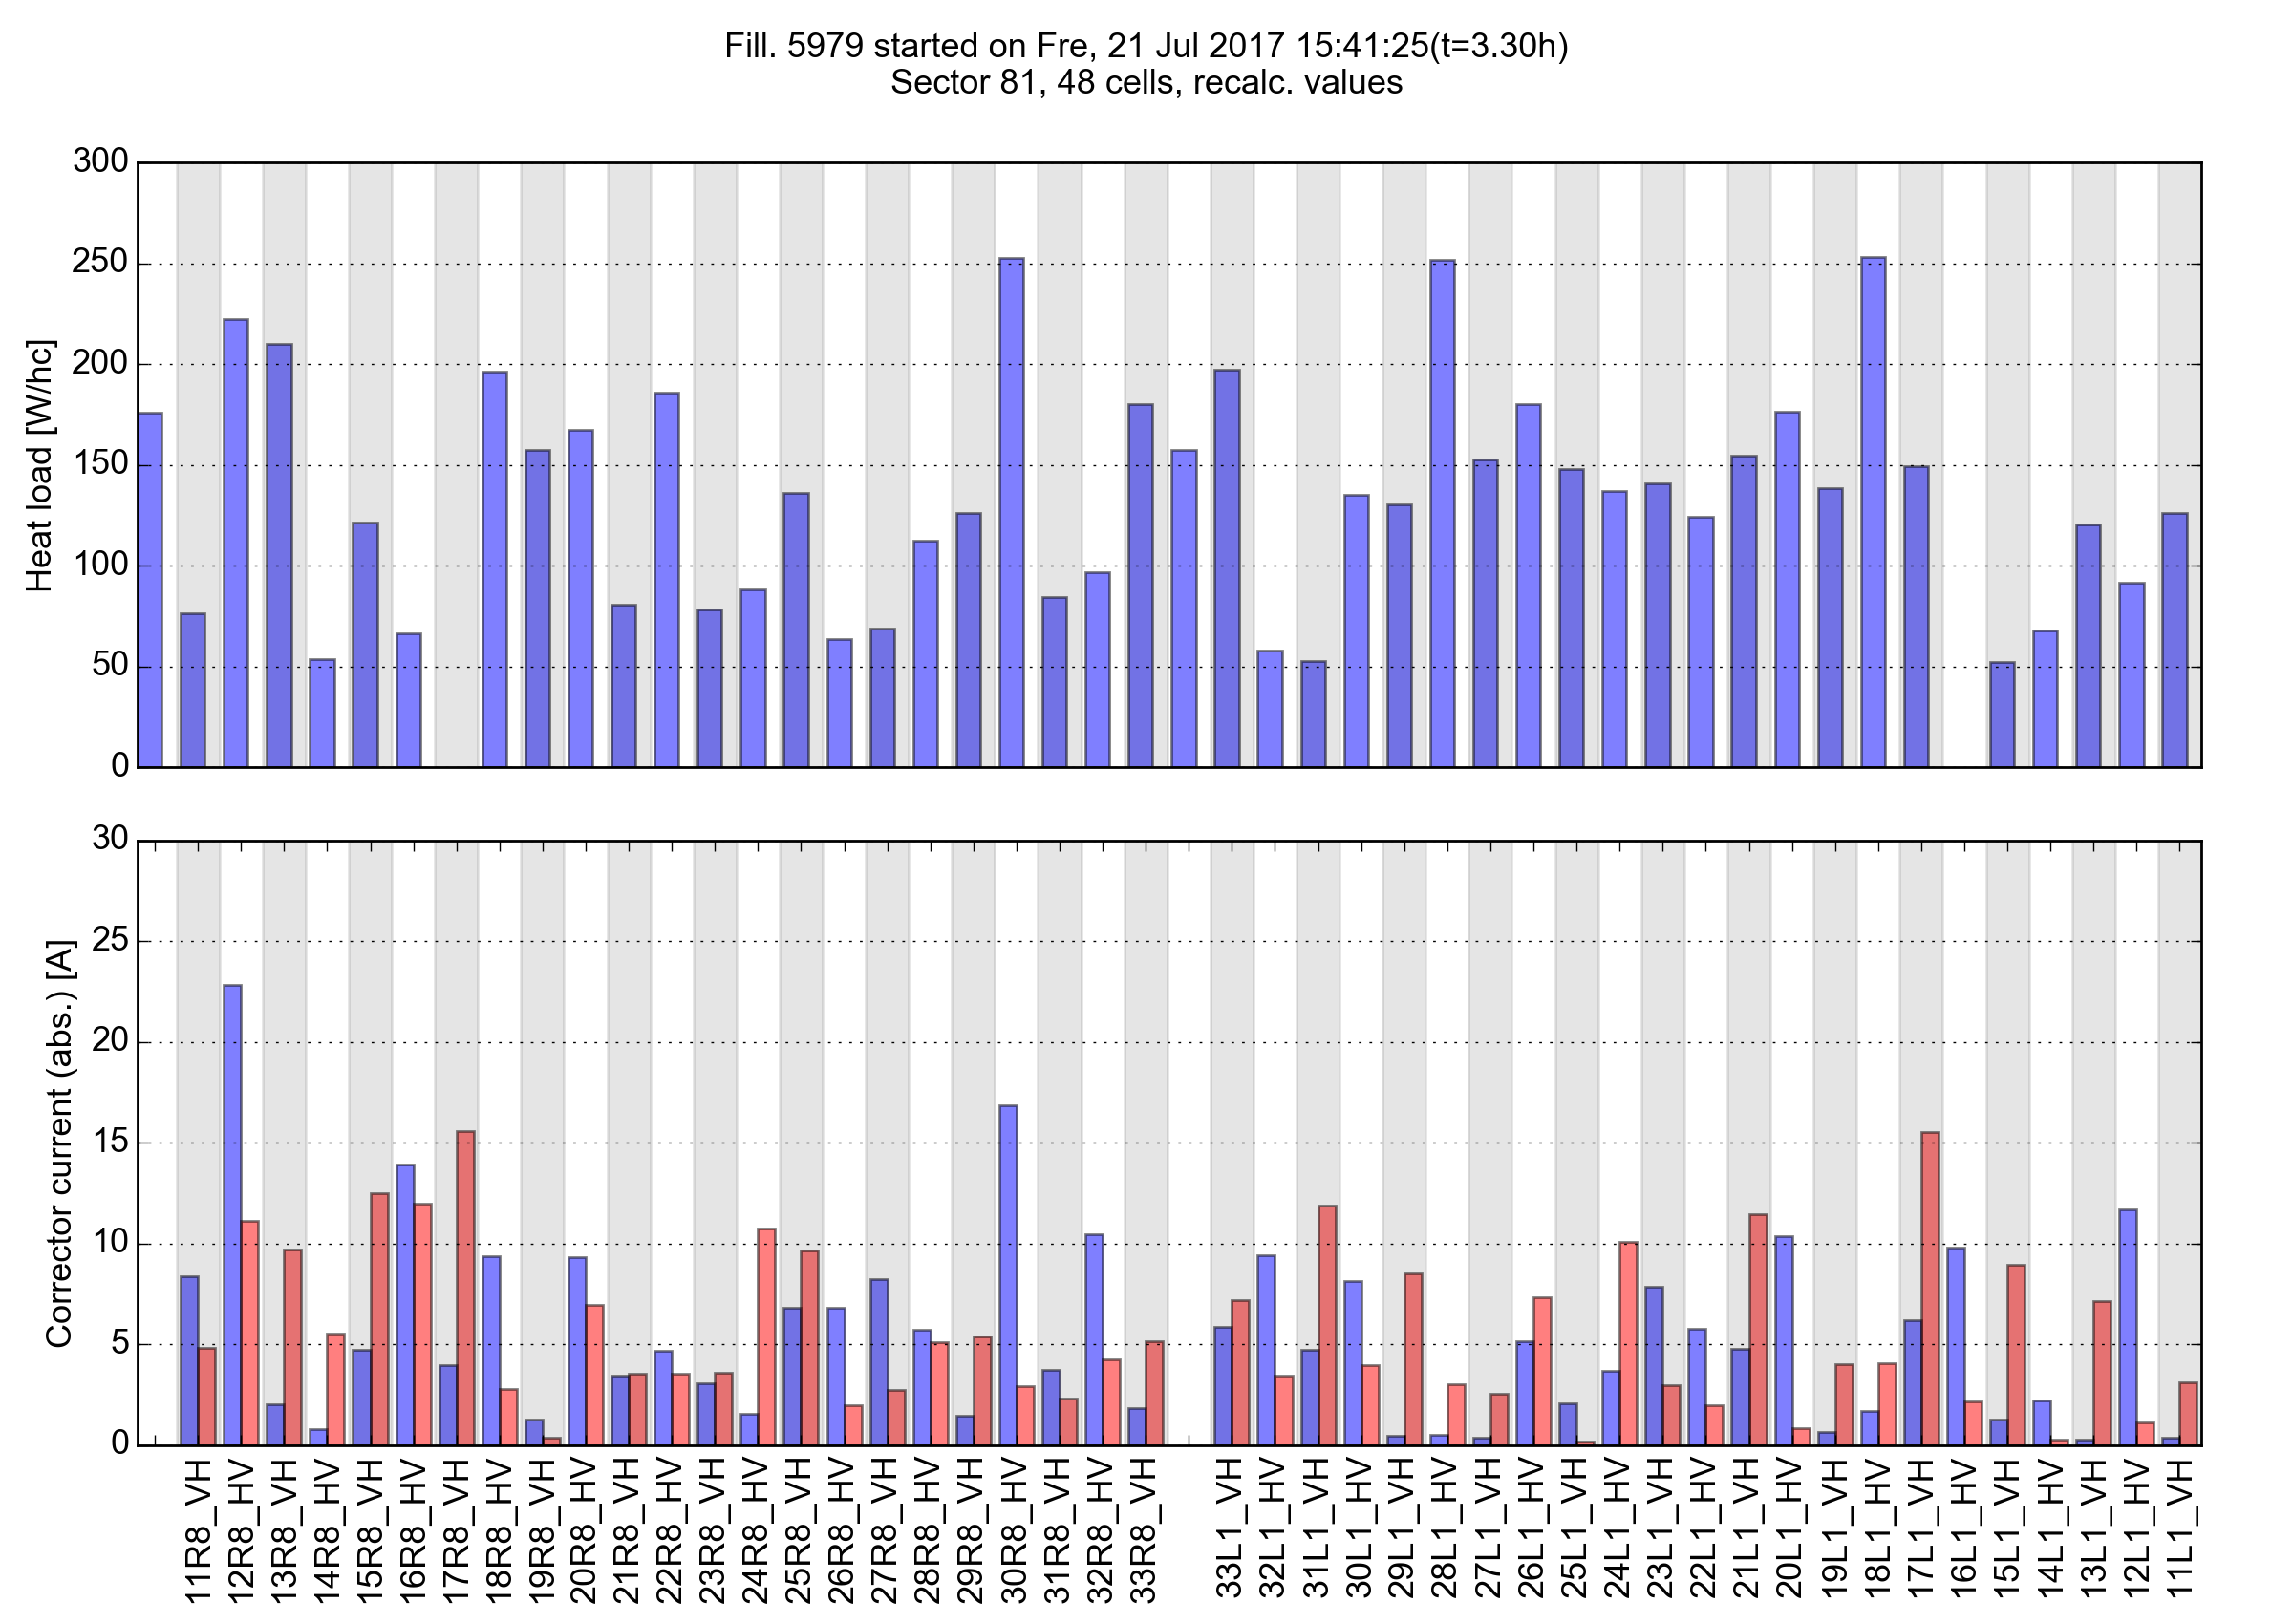 Fill. 5979 started on Fre, 21 Jul 2017 15:41:25(t=3.30h)
Sector 81, 48 cells, recalc. values
Heat load [W/hc]
300
250
200
150
100
50
0
Corrector current (abs.) [A]
30
25
20
15
10
5
0
11R8_VH
12R8_HV
13R8_VH
14R8_HV
15R8_VH
16R8_HV
17R8_VH
18R8_HV
19R8_VH
20R8_HV
21R8_VH
22R8_HV
23R8_VH
24R8_HV
25R8_VH
26R8_HV
27R8_VH
28R8_HV
29R8_VH
30R8_HV
31R8_VH
32R8_HV
33R8_VH
33L1_VH
32L1_HV
31L1_VH
30L1_HV
29L1_VH
28L1_HV
27L1_VH
26L1_HV
25L1_VH
24L1_HV
23L1_VH
22L1_HV
21L1_VH
20L1_HV
19L1_VH
18L1_HV
17L1_VH
16L1_HV
15L1_VH
14L1_HV
13L1_VH
12L1_HV
11L1_VH